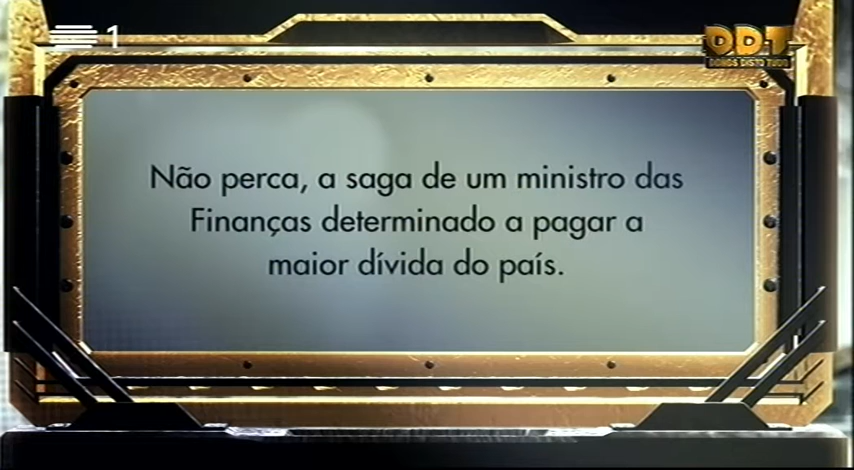 1
DDT
DONOS DISTO TUDO
Não perca, a saga de um ministro das
Finanças determinado a pagar a
maior dívida do país.